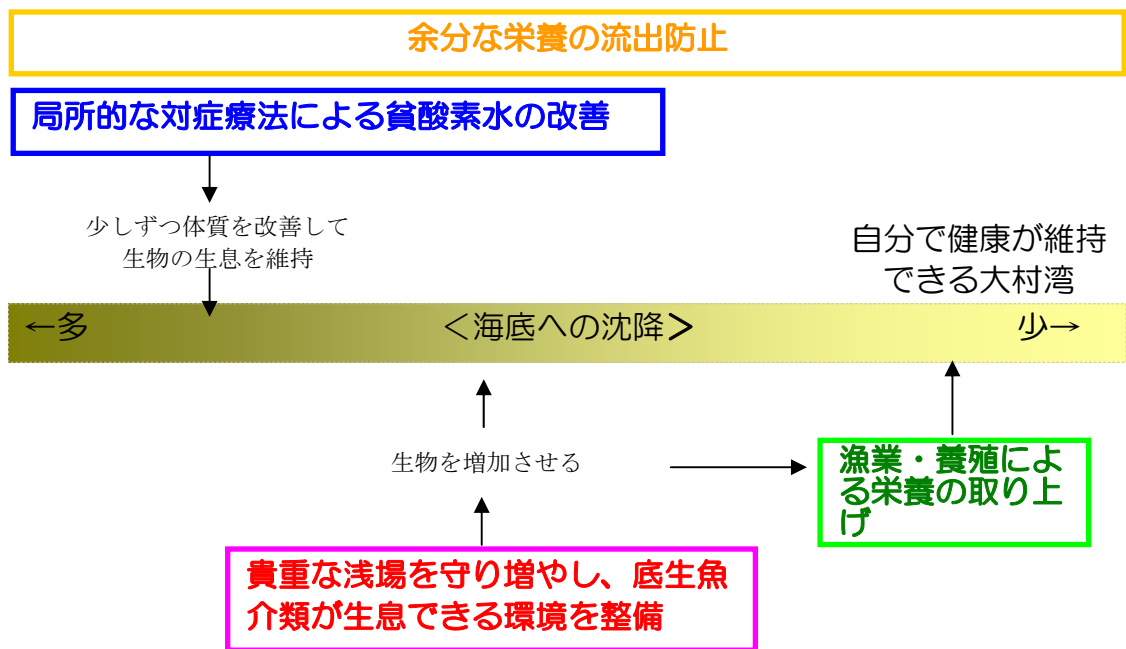 余分な栄養の流出防止
局所的な対症療法による貧酸素水の改善
少しずつ体質を改善して
生物の生息を維持
自分で健康が維持
できる大村湾
←多
＜海底への沈降＞
少→
生物を増加させる
漁業・養殖によ
る栄養の取り上
げ
貴重な浅場を守り増やし、底生魚
介類が生息できる環境を整備